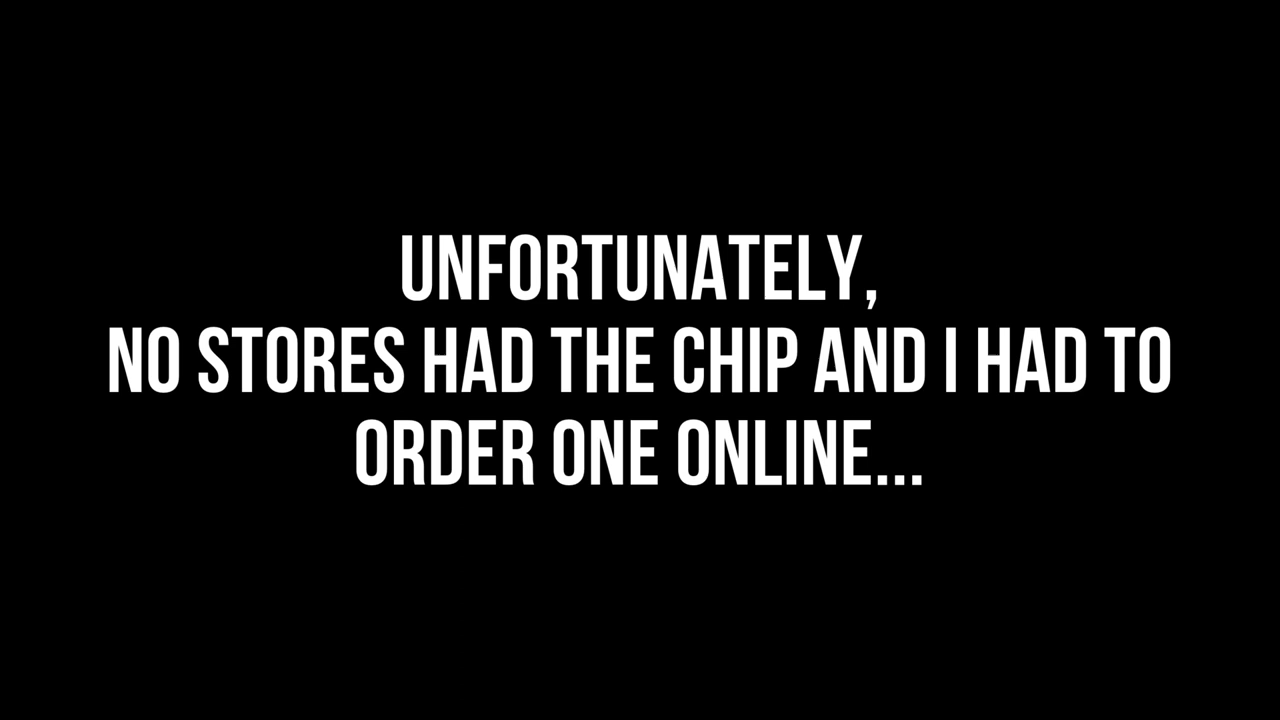 UNFORTUNATELY,
NO STORES HAD THE CHIP AND I HAD TO
ORDER ONE ONLINE...